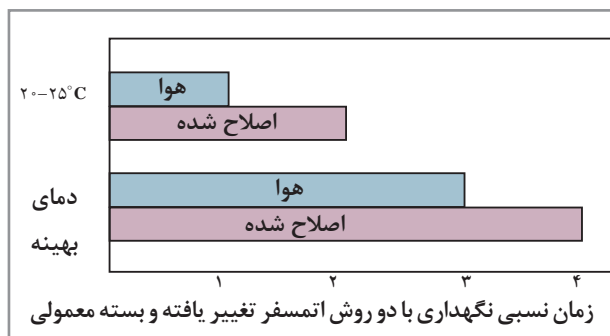 ۲۰–۲۵°C
هوا
اصلاح شده
دمای
بهینه
هوا
اصلاح شده
۱ ۲ ۳ ۴
زمان نسبی نگهداری با دو روش اتمسفر تغییر یافته و بسته معمولی